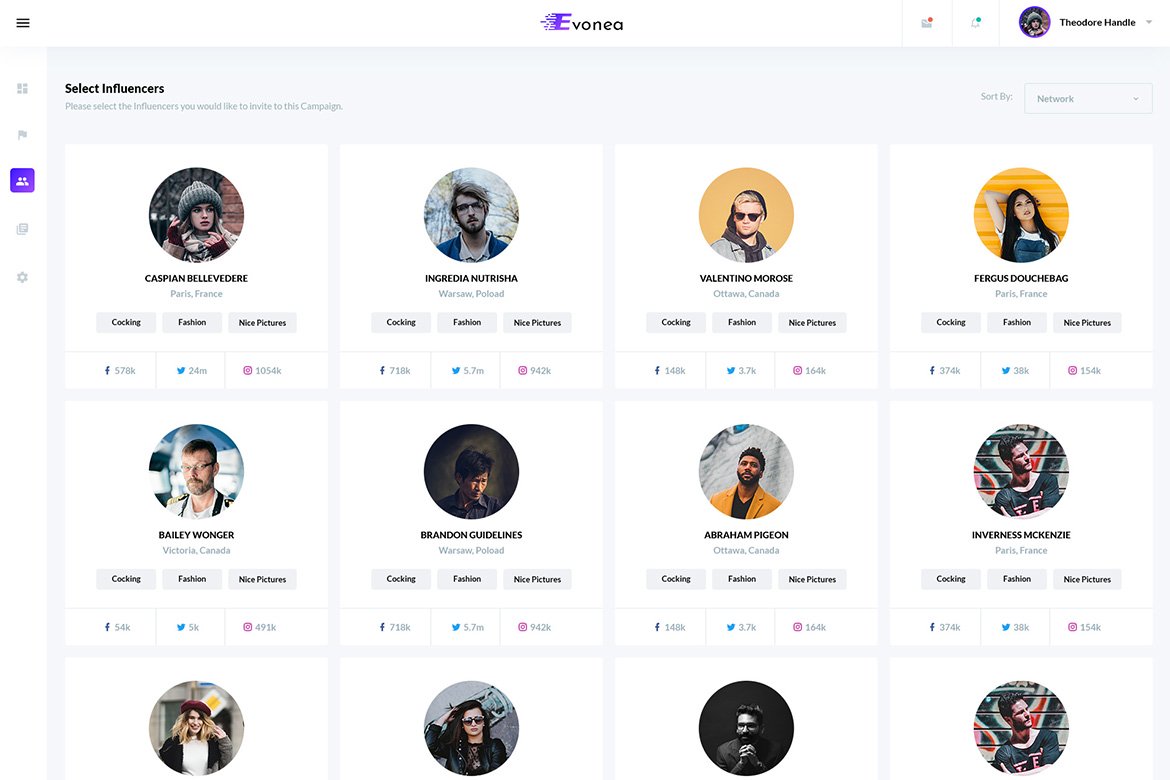 Evonea
Theodore Handle
Select Influencers
Please select the Influencers you would like to invite to this Campaign.
Sort By: Network
CASPIAN BELLEVEDERE
Paris, France
Cocking Fashion Nice Pictures
578k 24m 1054k
INGREDIA NUTRISHA
Warsaw, Poload
Cocking Fashion Nice Pictures
718k 5.7m 942k
VALENTINO MOROSE
Ottawa, Canada
Cocking Fashion Nice Pictures
148k 3.7k 164k
FERGUS DOUCHEBAG
Paris, France
Cocking Fashion Nice Pictures
374k 38k 154k
BAILEY WONGER
Victoria, Canada
Cocking Fashion Nice Pictures
54k 5k 491k
BRANDON GUIDELINES
Warsaw, Poload
Cocking Fashion Nice Pictures
718k 5.7m 942k
ABRAHAM PIGEON
Ottawa, Canada
Cocking Fashion Nice Pictures
148k 3.7k 164k
INVERNESS MCKENZIE
Paris, France
Cocking Fashion Nice Pictures
374k 38k 154k